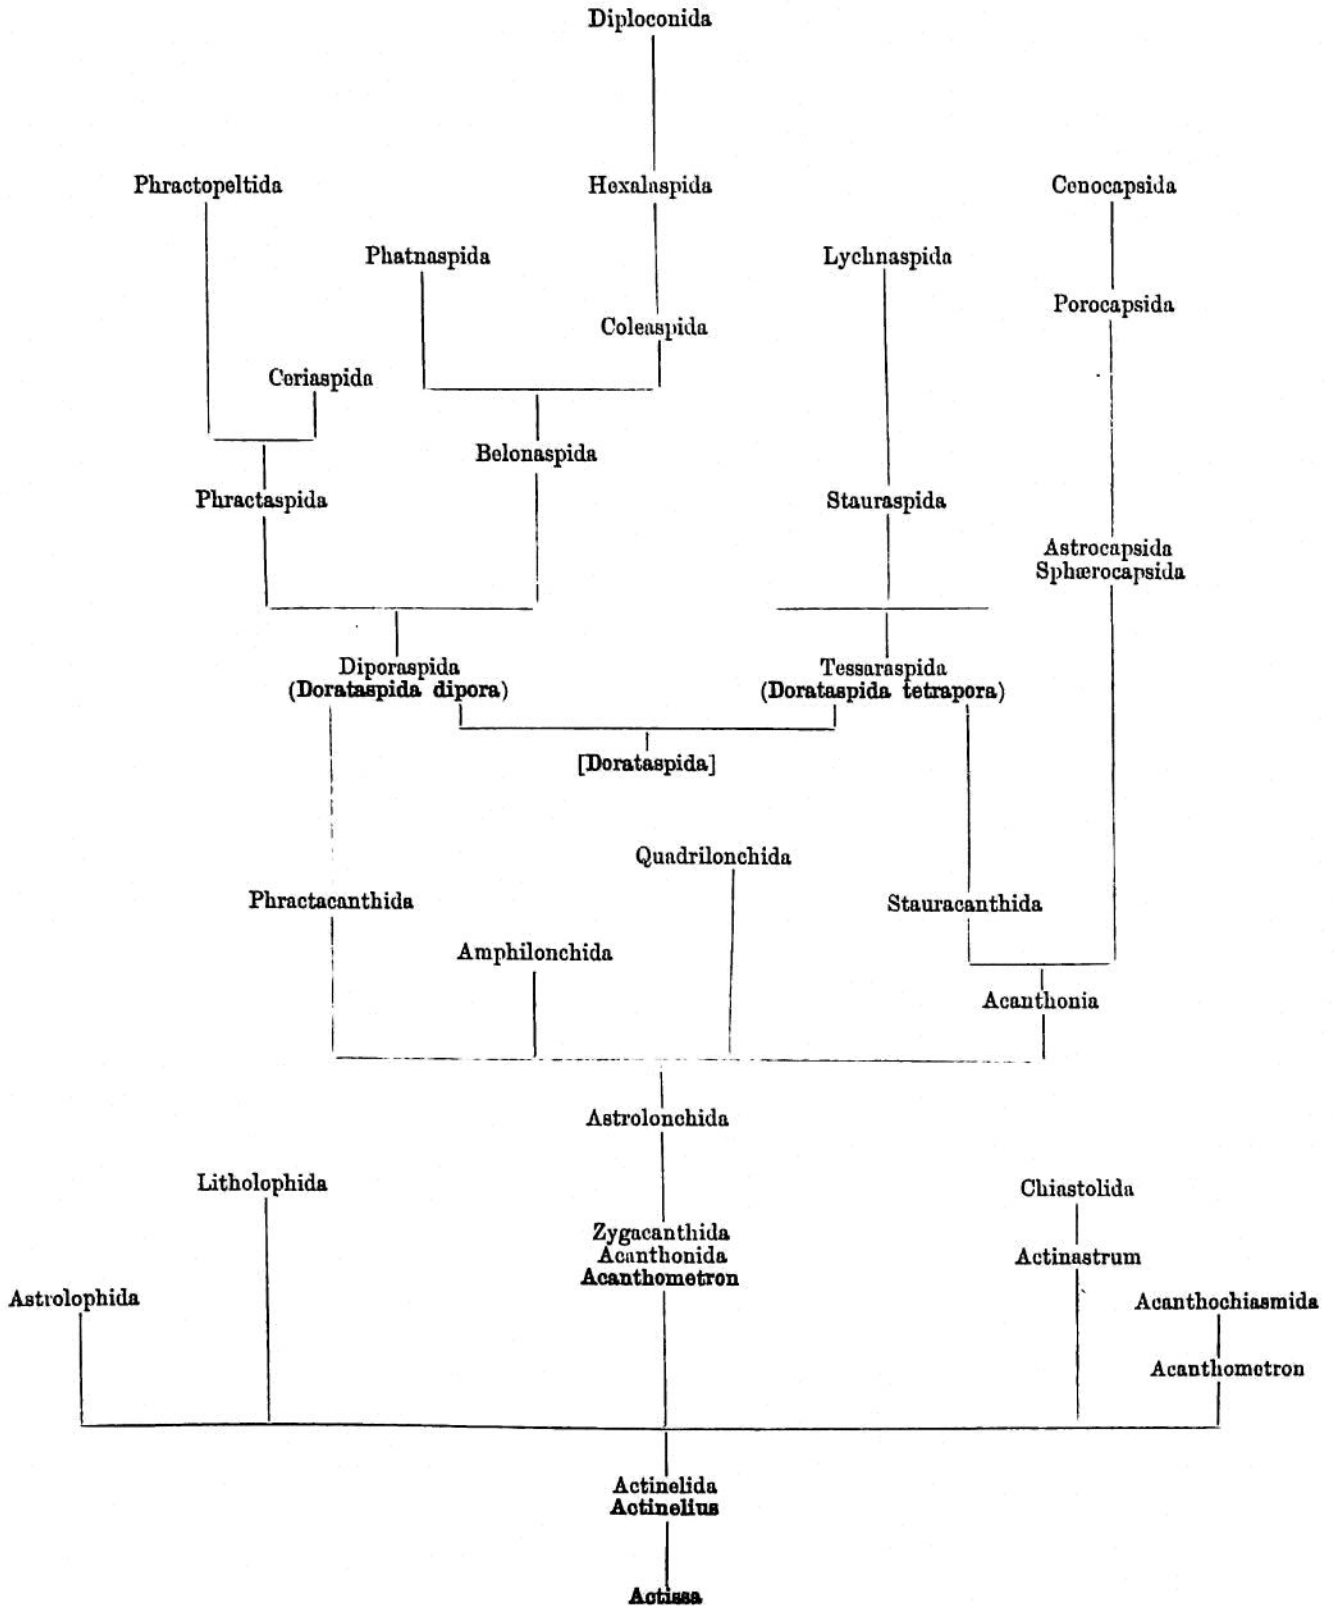 Diploconida
Phractopeltida
Hexalaspida
Cenocapsida
Phatnaspida
Lychnaspida
Porocapsida
Coleaspida
Ceriaspida
Belonaspida
Phractaspida
Stauraspida
Astrocapsida
Sphærocapsida
Diporaspida
(Dorataspida dipora)
Tessaraspida
(Dorataspida tetrapora)
[Dorataspida]
Quadrilonchida
Phractacanthida
Stauracanthida
Amphilonchida
Acanthonia
Astrolonchida
Litholophida
Chiastolida
Zygacanthida
Acanthonida
Acanthometron
Actinastrum
Astrolophida
Acanthochiasmida
Acanthometron
Actinelida
Actinelius
Actissa